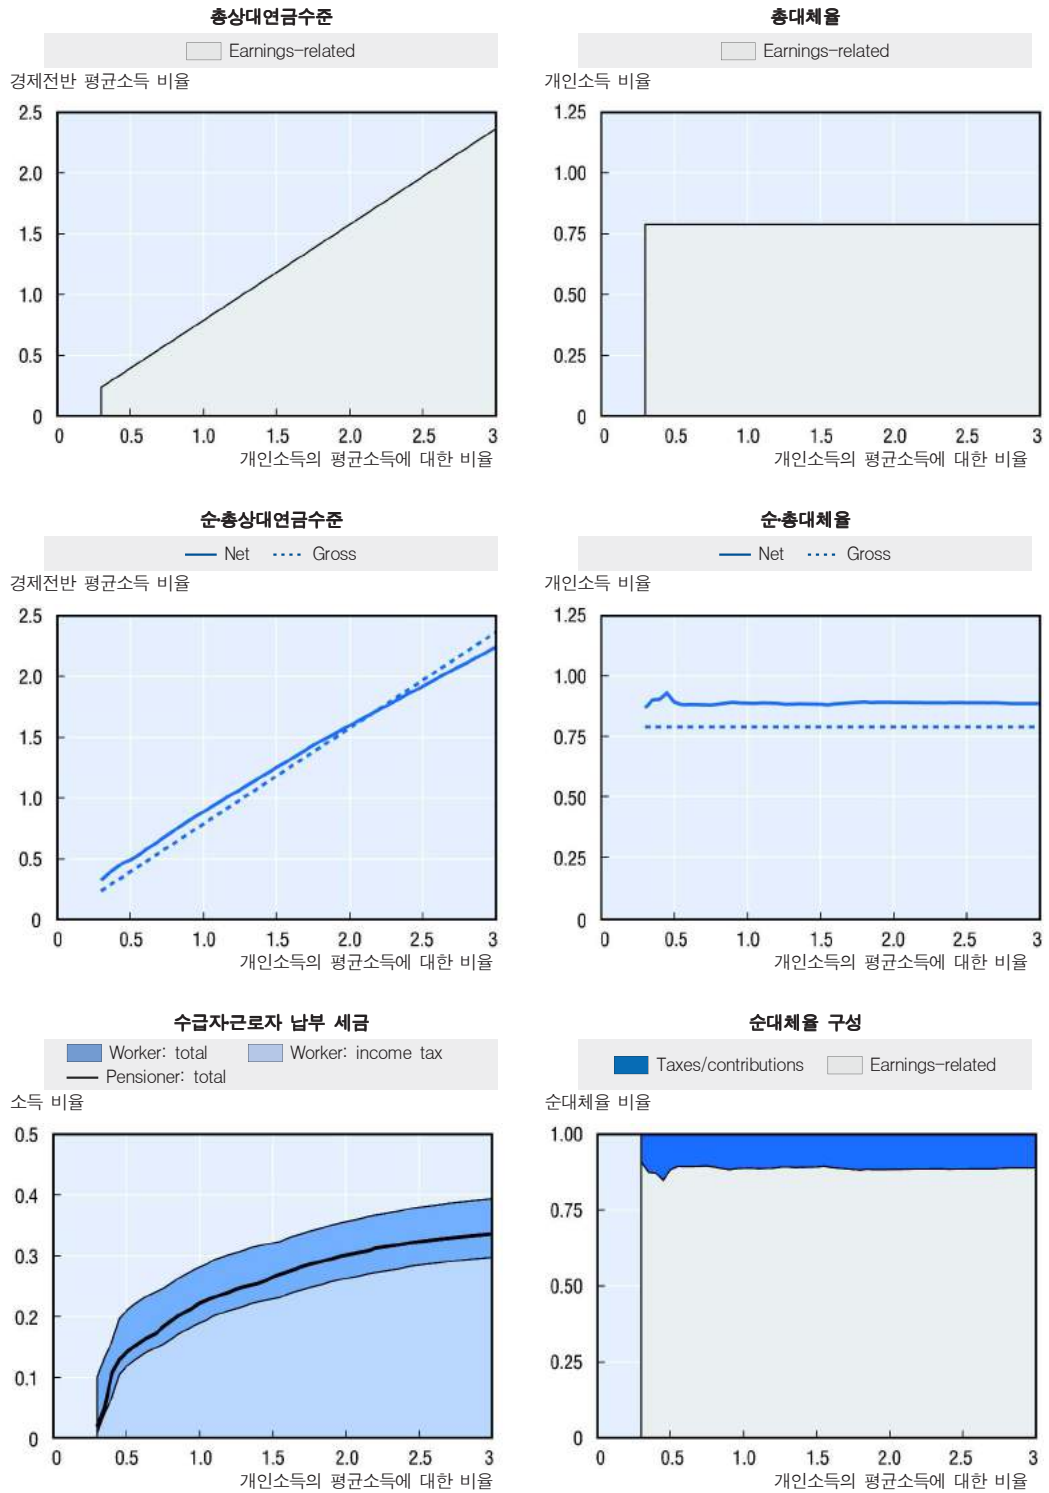 총상대연금수준
Earnings-related
경제전반 평균소득 비율
2.5
2.0
1.5
1.0
0.5
0
0 0.5 1.0 1.5 2.0 2.5 3
개인소득의 평균소득에 대한 비율
총대체율
Earnings-related
개인소득 비율
1.25
1.00
0.75
0.50
0.25
0
0 0.5 1.0 1.5 2.0 2.5 3
개인소득의 평균소득에 대한 비율
순·총상대연금수준
Net Gross
경제전반 평균소득 비율
2.5
2.0
1.5
1.0
0.5
0
0 0.5 1.0 1.5 2.0 2.5 3
개인소득의 평균소득에 대한 비율
순·총대체율
Net Gross
개인소득 비율
1.25
1.00
0.75
0.50
0.25
0
0 0.5 1.0 1.5 2.0 2.5 3
개인소득의 평균소득에 대한 비율
수급자·근로자 납부 세금
Worker: total Worker: income tax
Pensioner: total
소득 비율
0.5
0.4
0.3
0.2
0.1
0
0 0.5 1.0 1.5 2.0 2.5 3
개인소득의 평균소득에 대한 비율
순대체율 구성
Taxes/contributions Earnings-related
순대체율 비율
1.00
0.75
0.50
0.25
0
0 0.5 1.0 1.5 2.0 2.5 3
개인소득의 평균소득에 대한 비율